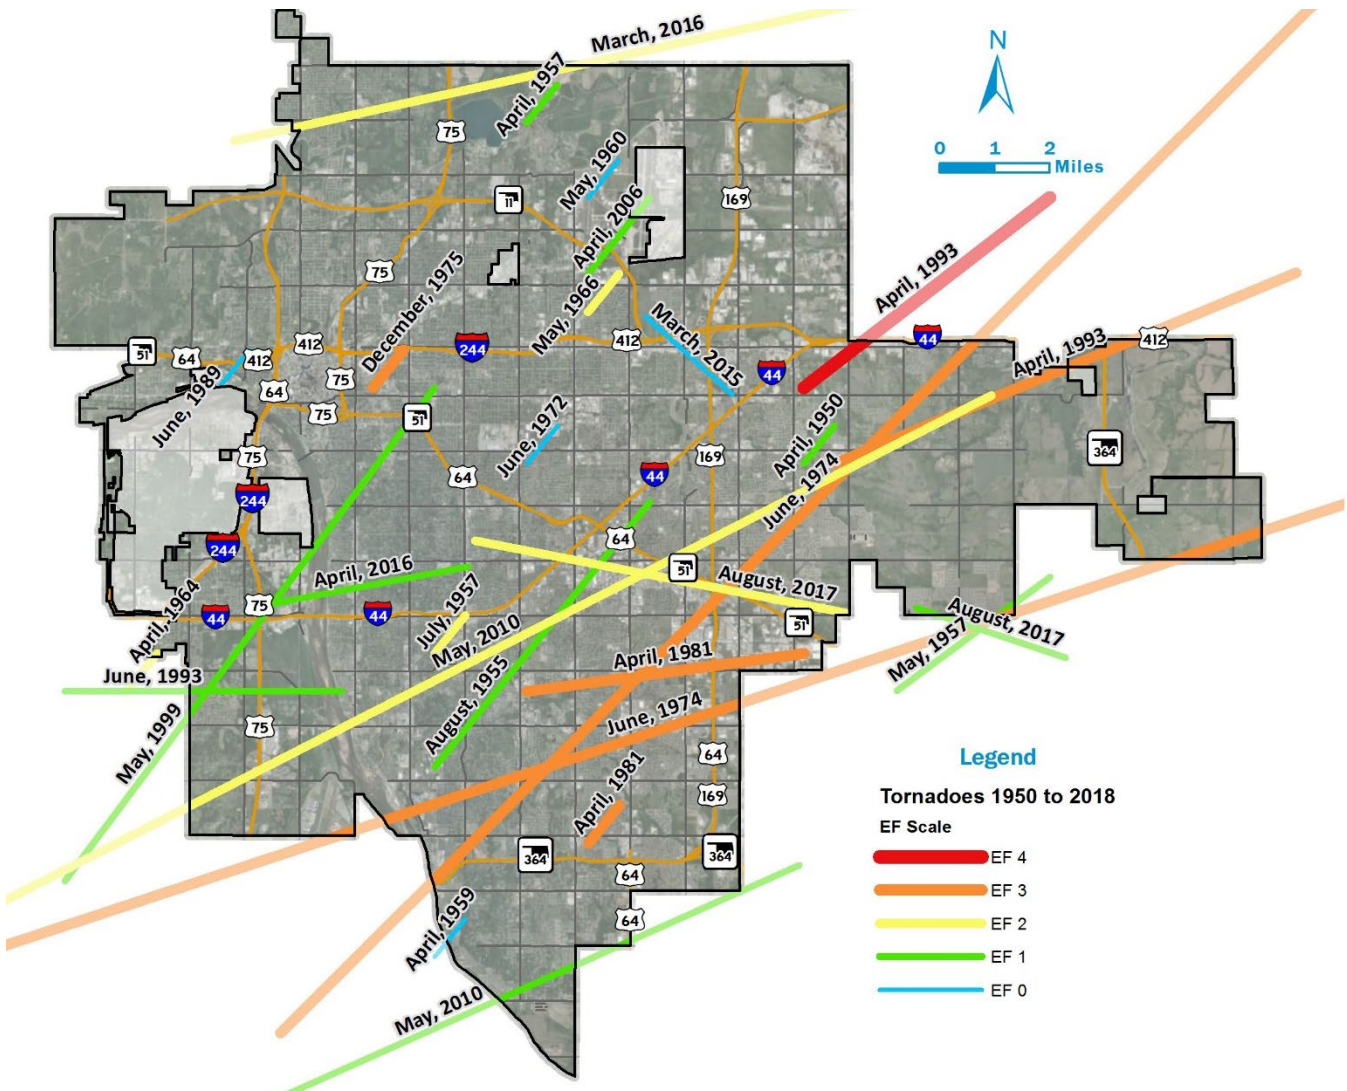 March, 2016
N
April, 1957
75
May, 1960
0 1 2
Miles
11
169
April, 2006
75
April, 1993
December, 1975
May, 1966
March, 2015
51
64
412
412
244
412
44
April, 1993
412
44
75
64
75
51
June, 1989
June, 1972
April, 1950
169
364
75
64
44
June, 1974
244
64
244
51
April, 2016
August, 2017
75
April, 1964
44
44
July, 1957
May, 2010
51
August, 2017
May, 1957
April, 1981
June, 1993
August, 1955
June, 1974
May, 1999
75
64
169
April, 1981
364
364
64
64
April, 1959
May, 2010
Legend
Tornadoes 1950 to 2018
EF Scale
EF 4
EF 3
EF 2
EF 1
EF 0